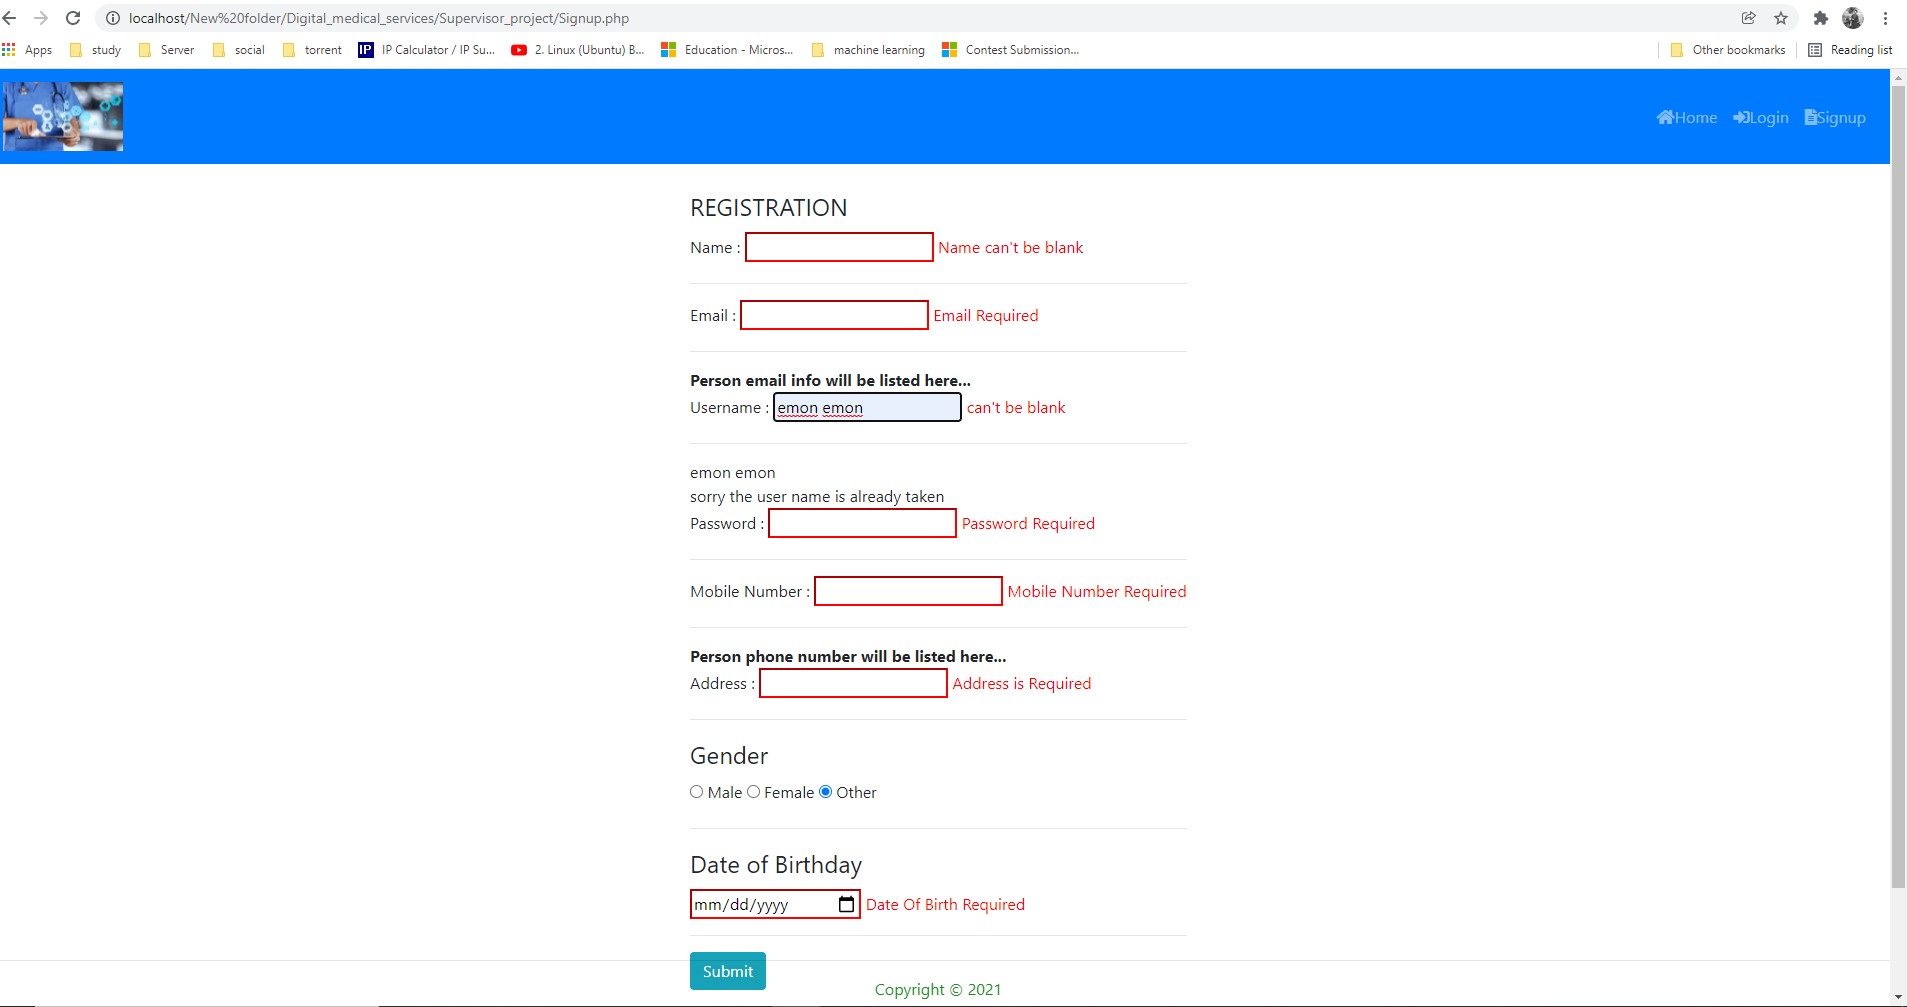 localhost/New%20folder/Digital_medical_services/Supervisor_project/Signup.php
Apps study Server social torrent IP IP Calculator / IP Su... 2. Linux (Ubuntu) B... Education - Micros... machine learning Contest Submission... Other bookmarks Reading list
Home Login Signup
REGISTRATION
Name : Name can't be blank
Email : Email Required
Person email info will be listed here...
Username : emon emon can't be blank
emon emon
sorry the user name is already taken
Password : Password Required
Mobile Number : Mobile Number Required
Person phone number will be listed here...
Address : Address is Required
Gender
Male Female Other
Date of Birthday
mm/dd/yyyy Date Of Birth Required
Submit
Copyright © 2021